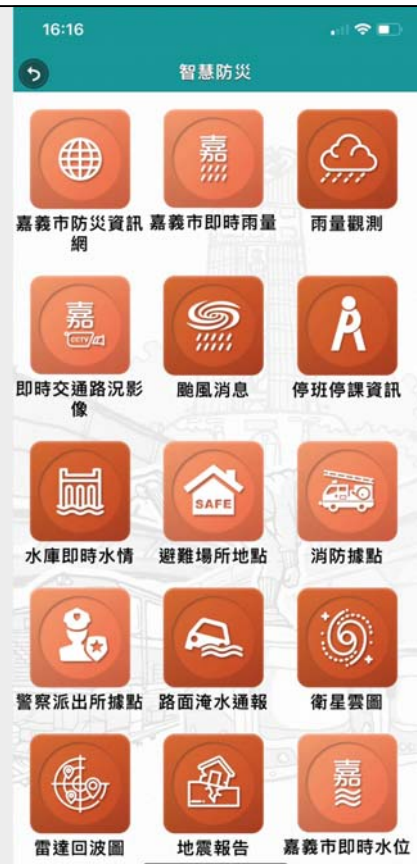 16:16
智慧防災
嘉
嘉義市防災資訊
網
嘉義市即時雨量
雨量觀測
嘉
CCTV
即時交通路況影
像
颱風消息
停班停課資訊
SAFE
水庫即時水情
避難場所地點
消防據點
警察派出所據點
路面淹水通報
衛星雲圖
嘉
雷達回波圖
地震報告
嘉義市即時水位